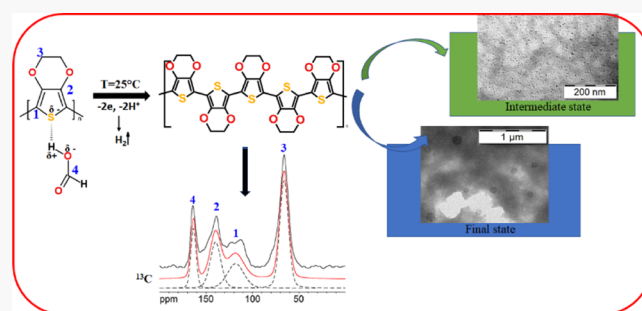 3
O
O
2
1
S
δ -
n
H
δ+
O
δ -
4
O
H
T=25°C
-2e, -2H⁺
H₂↑
O O O O O O
S S S
S S
O O O O
200 nm
Intermediate state
1 µm
Final state
4
2
1
3
¹³C
ppm 150 100 50